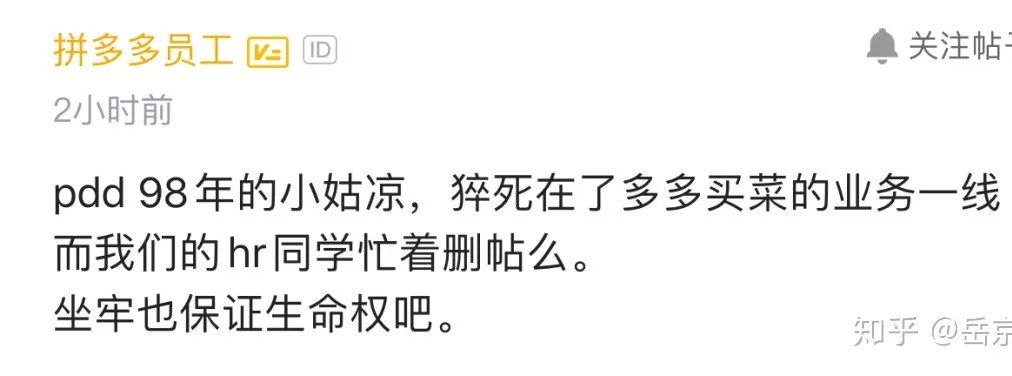 拼多多员工 V= ID
关注帖
2小时前
pdd 98年的小姑凉，猝死在了多多买菜的业务一线
而我们的hr同学忙着删帖么。
坐牢也保证生命权吧。
知乎 @岳京